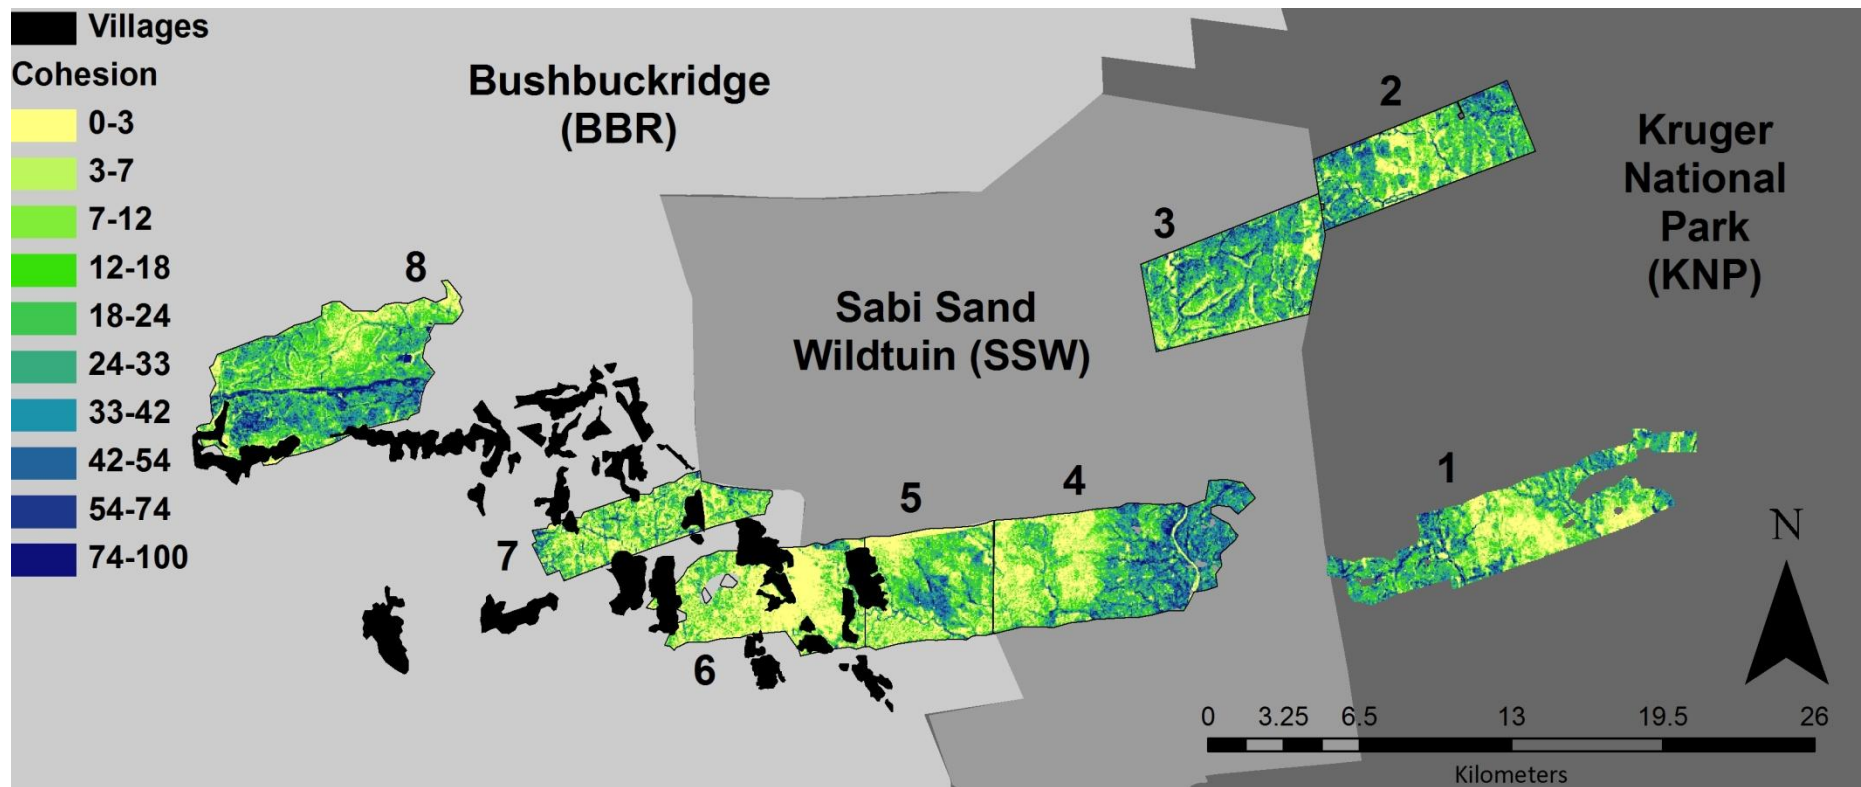 Villages
Cohesion
0-3
3-7
7-12
12-18
18-24
24-33
33-42
42-54
54-74
74-100
Bushbuckridge
(BBR)
Sabi Sand
Wildtuin (SSW)
Kruger
National
Park
(KNP)
2
3
8
1
4
5
7
6
N
0 3.25 6.5 13 19.5 26
Kilometers